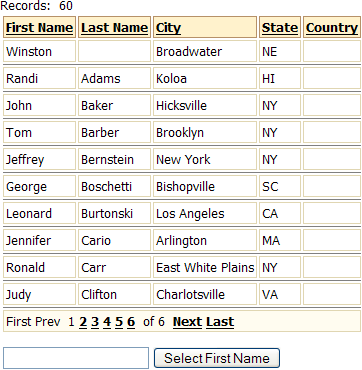 Records: 60
First Name Last Name City State Country
Winston Broadwater NE
Randi Adams Koloa HI
John Baker Hicksville NY
Tom Barber Brooklyn NY
Jeffrey Bernstein New York NY
George Boschetti Bishopville SC
Leonard Burtonski Los Angeles CA
Jennifer Cario Arlington MA
Ronald Carr East White Plains NY
Judy Clifton Charlotsville VA
First Prev 1 2 3 4 5 6 of 6 Next Last
Select First Name